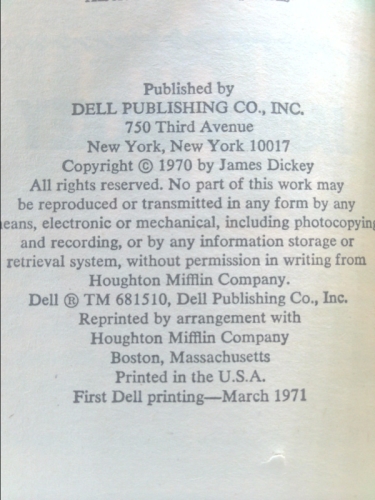 Published by
DELL PUBLISHING CO., INC.
750 Third Avenue
New York, New York 10017
Copyright © 1970 by James Dickey
All rights reserved. No part of this work may
be reproduced or transmitted in any form by any
means, electronic or mechanical, including photocopying
and recording, or by any information storage or
retrieval system, without permission in writing from
Houghton Mifflin Company.
Dell ® TM 681510, Dell Publishing Co., Inc.
Reprinted by arrangement with
Houghton Mifflin Company
Boston, Massachusetts
Printed in the U.S.A.
First Dell printing—March 1971